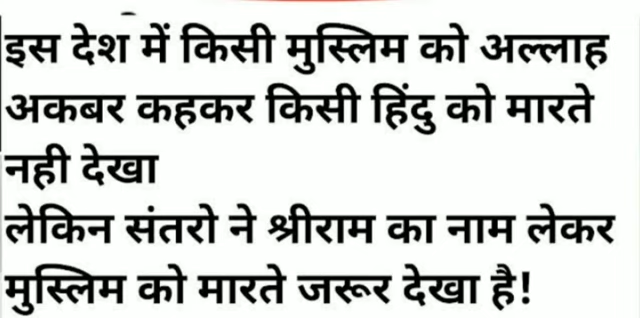 इस देश में किसी मुस्लिम को अल्लाह
अकबर कहकर किसी हिंदु को मारते
नही देखा
लेकिन संतरो ने श्रीराम का नाम लेकर
मुस्लिम को मारते जरूर देखा है!